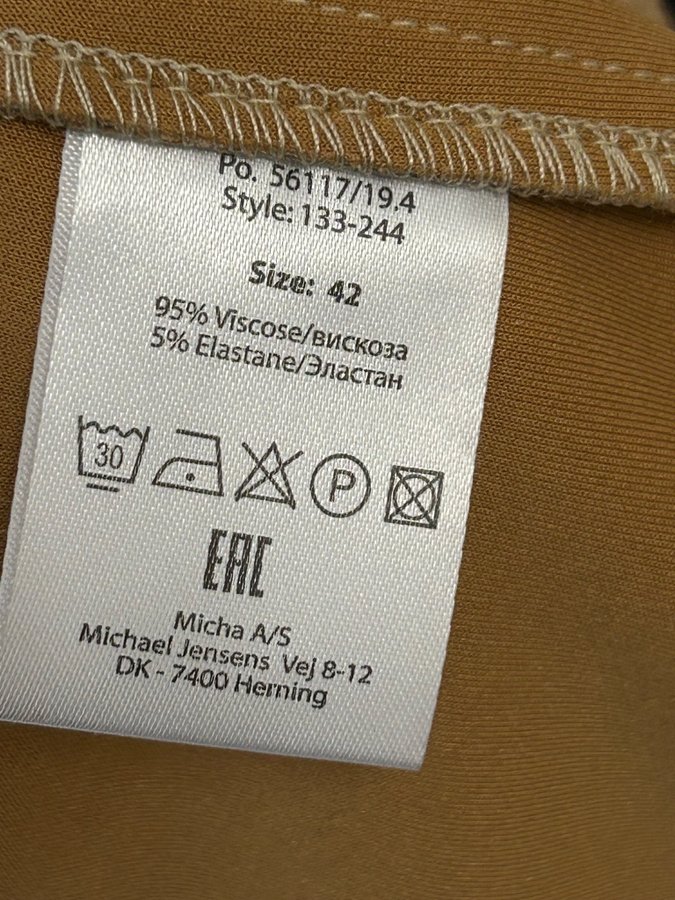 Po. 56117/19.4
Style: 133-244
Size: 42
95% Viscose/вискоза
5% Elastane/Эластан
30 P
EAC
Micha A/S
Michael Jensens Vej 8-12
DK - 7400 Herning